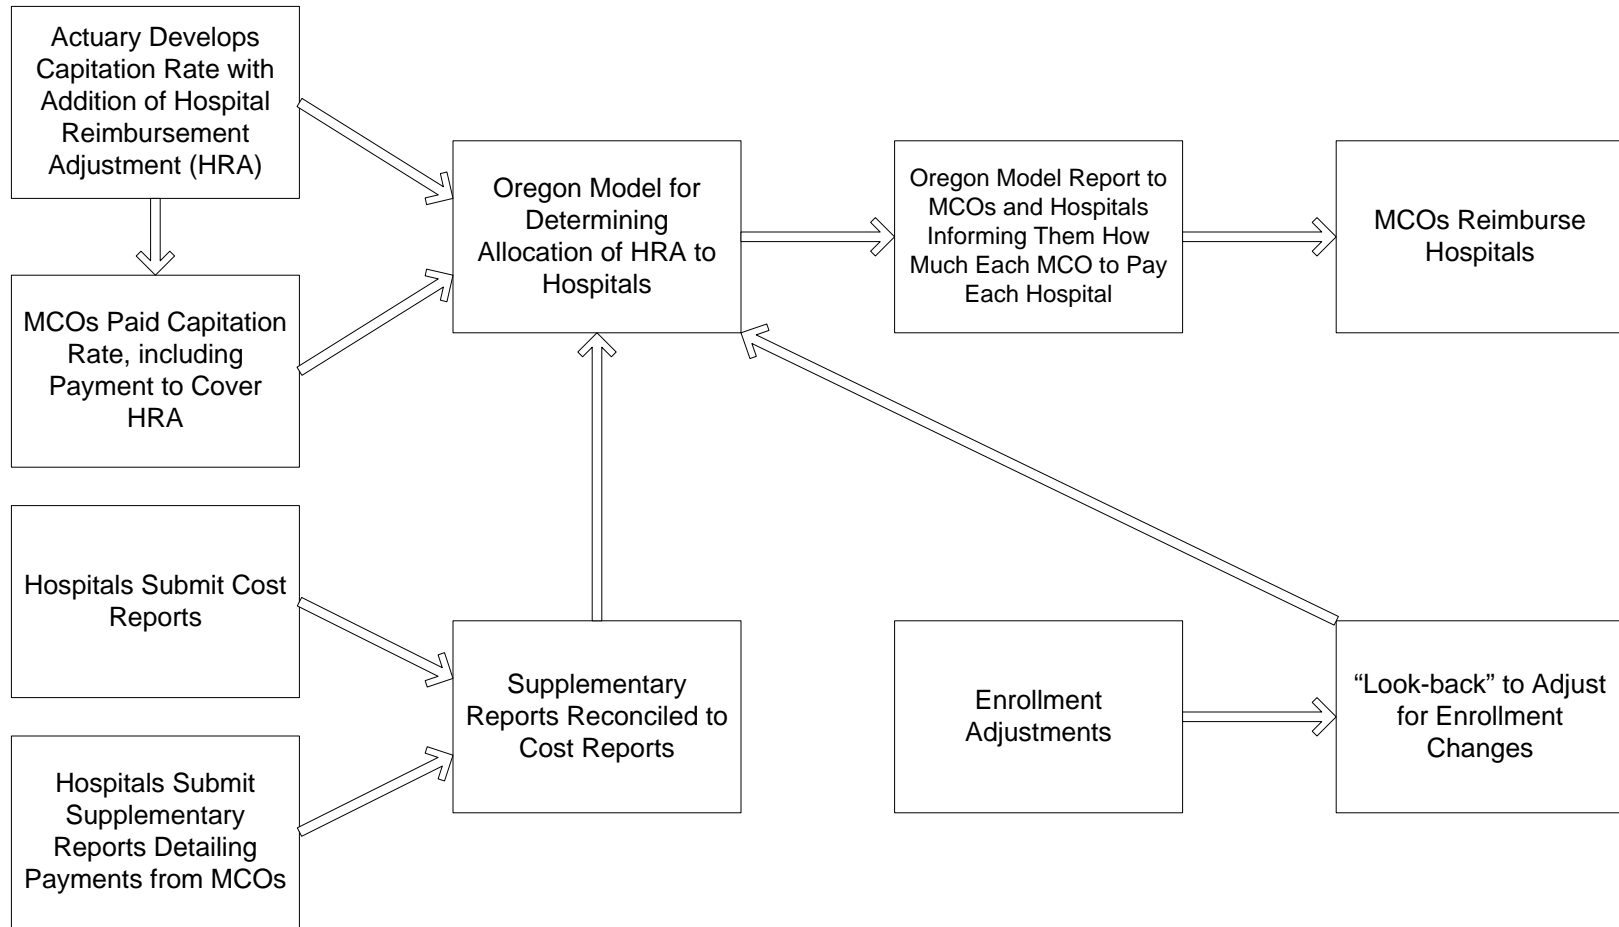 Actuary Develops
Capitation Rate with
Addition of Hospital
Reimbursement
Adjustment (HRA)
MCOs Paid Capitation
Rate, including
Payment to Cover
HRA
Hospitals Submit Cost
Reports
Hospitals Submit
Supplementary
Reports Detailing
Payments from MCOs
Oregon Model for
Determining
Allocation of HRA to
Hospitals
Supplementary
Reports Reconciled to
Cost Reports
Oregon Model Report to
MCOs and Hospitals
Informing Them How
Much Each MCO to Pay
Each Hospital
Enrollment
Adjustments
MCOs Reimburse
Hospitals
“Look-back” to Adjust
for Enrollment
Changes